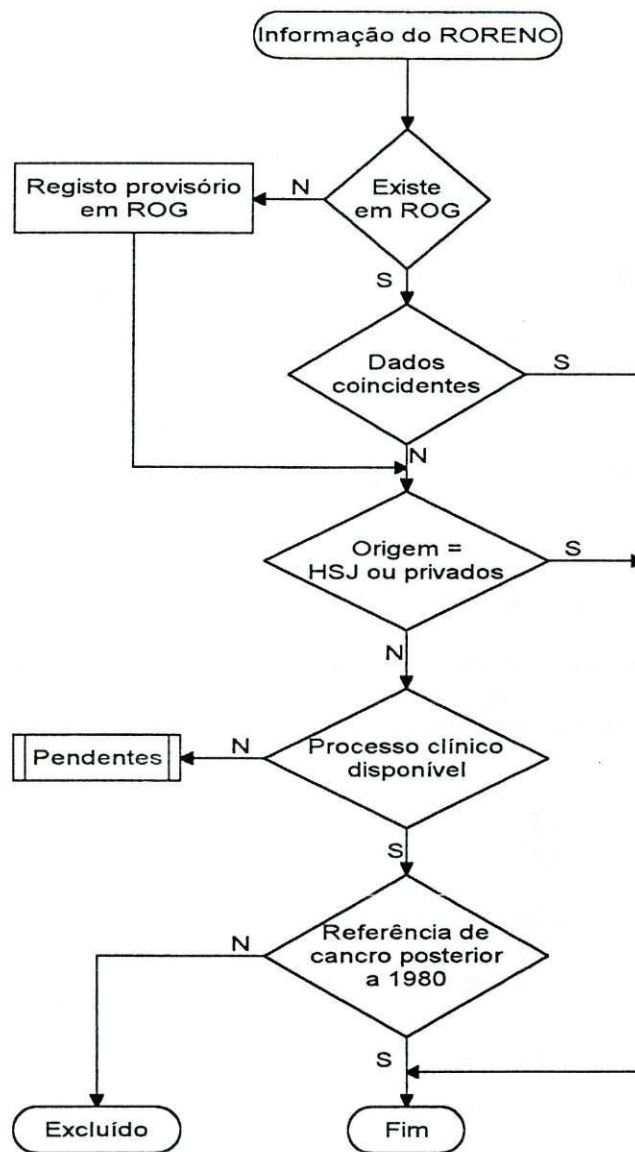 Informação do RORENO
Registo provisório
em ROG
N
Existe
em ROG
S
Dados
coincidentes
S
N
Origem =
HSJ ou privados
S
N
Pendentes
N
Processo clínico
disponível
S
N
Referência de
cancro posterior
a 1980
S
Excluído
Fim